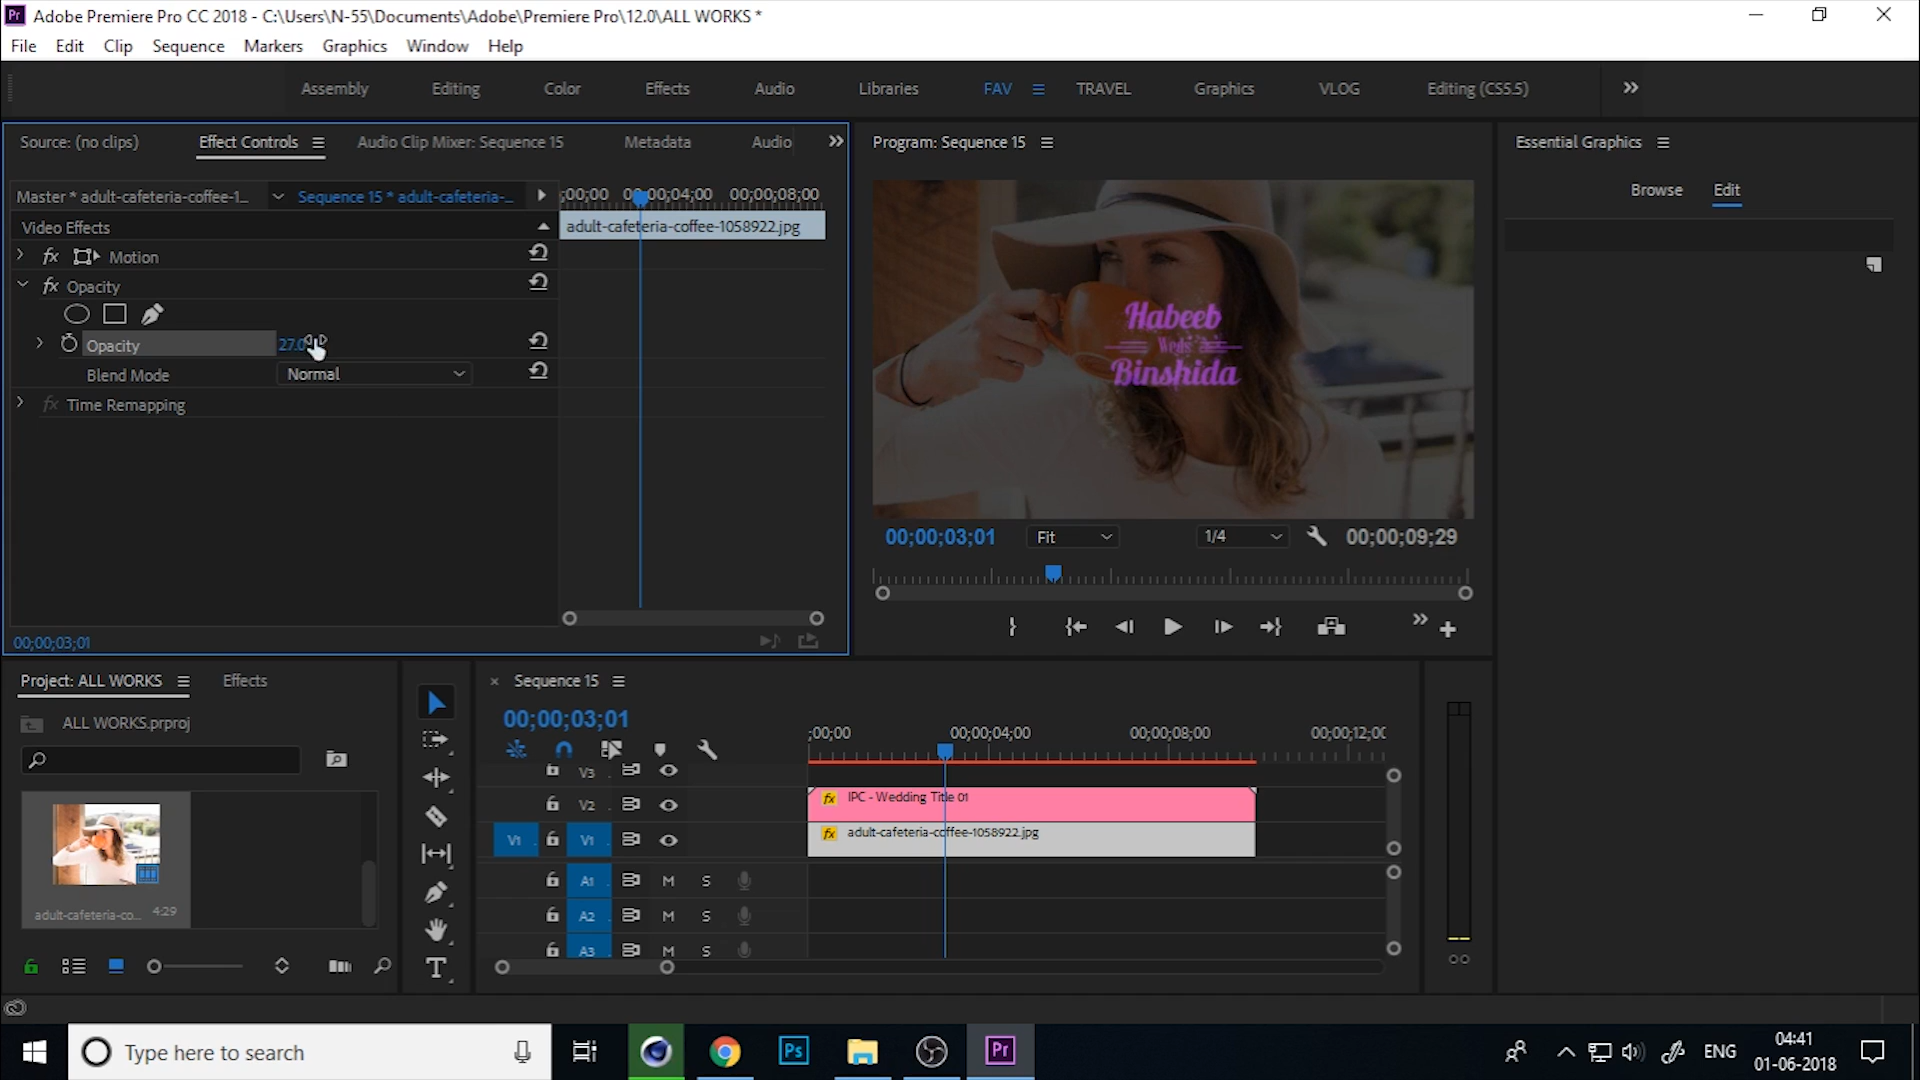 Adobe Premiere Pro CC 2018 - C:\Users\N-55\Documents\Adobe\Premiere Pro\12.0\ALL WORKS *
File Edit Clip Sequence Markers Graphics Window Help
Assembly Editing Color Effects Audio Libraries FAV TRAVEL Graphics VLOG Editing (CS5.5)
Source: (no clips) Effect Controls Audio Clip Mixer: Sequence 15 Metadata Audio
Master * adult-cafeteria-coffee-1... Sequence 15 * adult-cafeteria-...
;00;00 00;00;04;00 00;00;08;00
Video Effects
adult-cafeteria-coffee-1058922.jpg
fx Motion
fx Opacity
Opacity 27.0
Blend Mode Normal
fx Time Remapping
00;00;03;01
Program: Sequence 15
Habeeb
Weds
Binshida
00;00;03;01 Fit 1/4 00;00;09;29
Essential Graphics
Browse Edit
Project: ALL WORKS Effects
ALL WORKS.prproj
adult-cafeteria-co... 4:29
Sequence 15
00;00;03;01
;00;00 00;00;04;00 00;00;08;00 00;00;12;00
V3
V2 fx IPC - Wedding Title 01
V1 V1 fx adult-cafeteria-coffee-1058922.jpg
A1 M S
A2 M S
A3 M S
T
Type here to search
Ps
Pr
ENG
04:41
01-06-2018